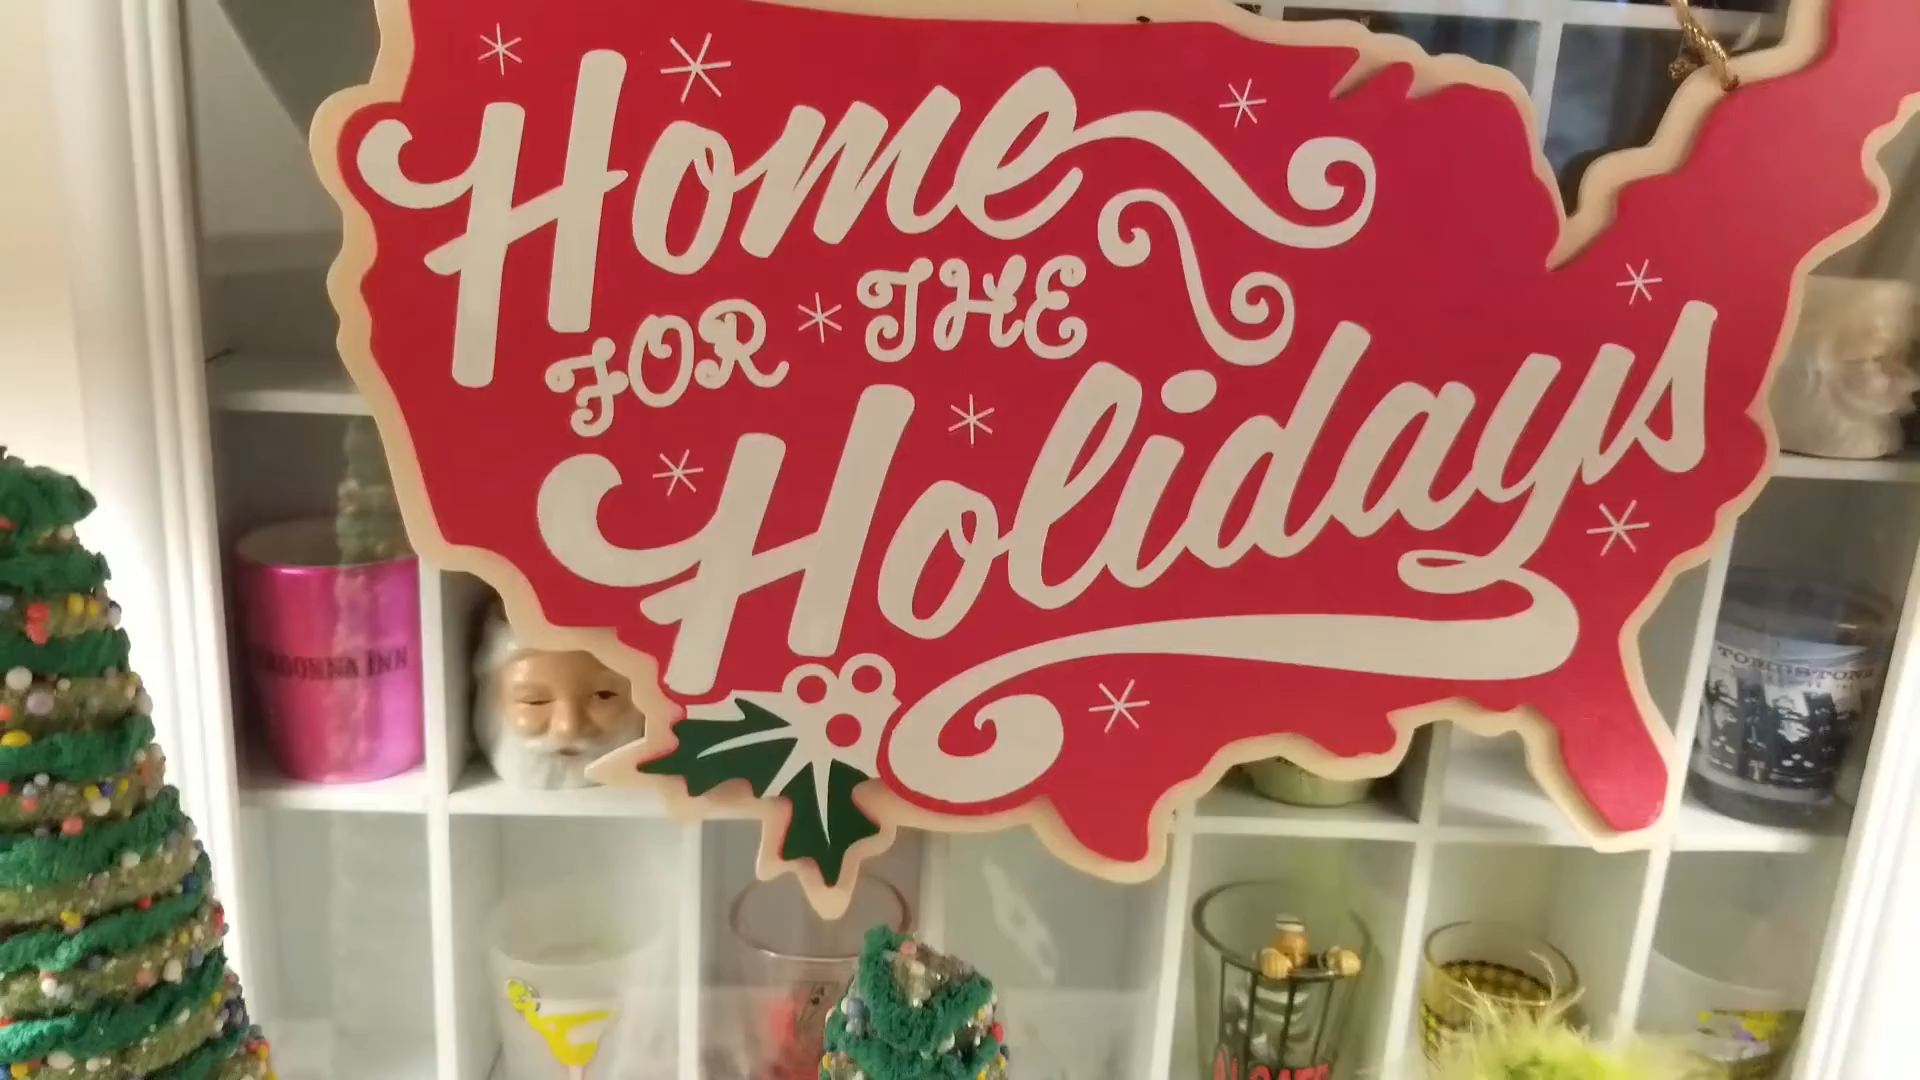 Home
FOR * THE
Holidays
MADONNA INN
TOMBSTONE
A